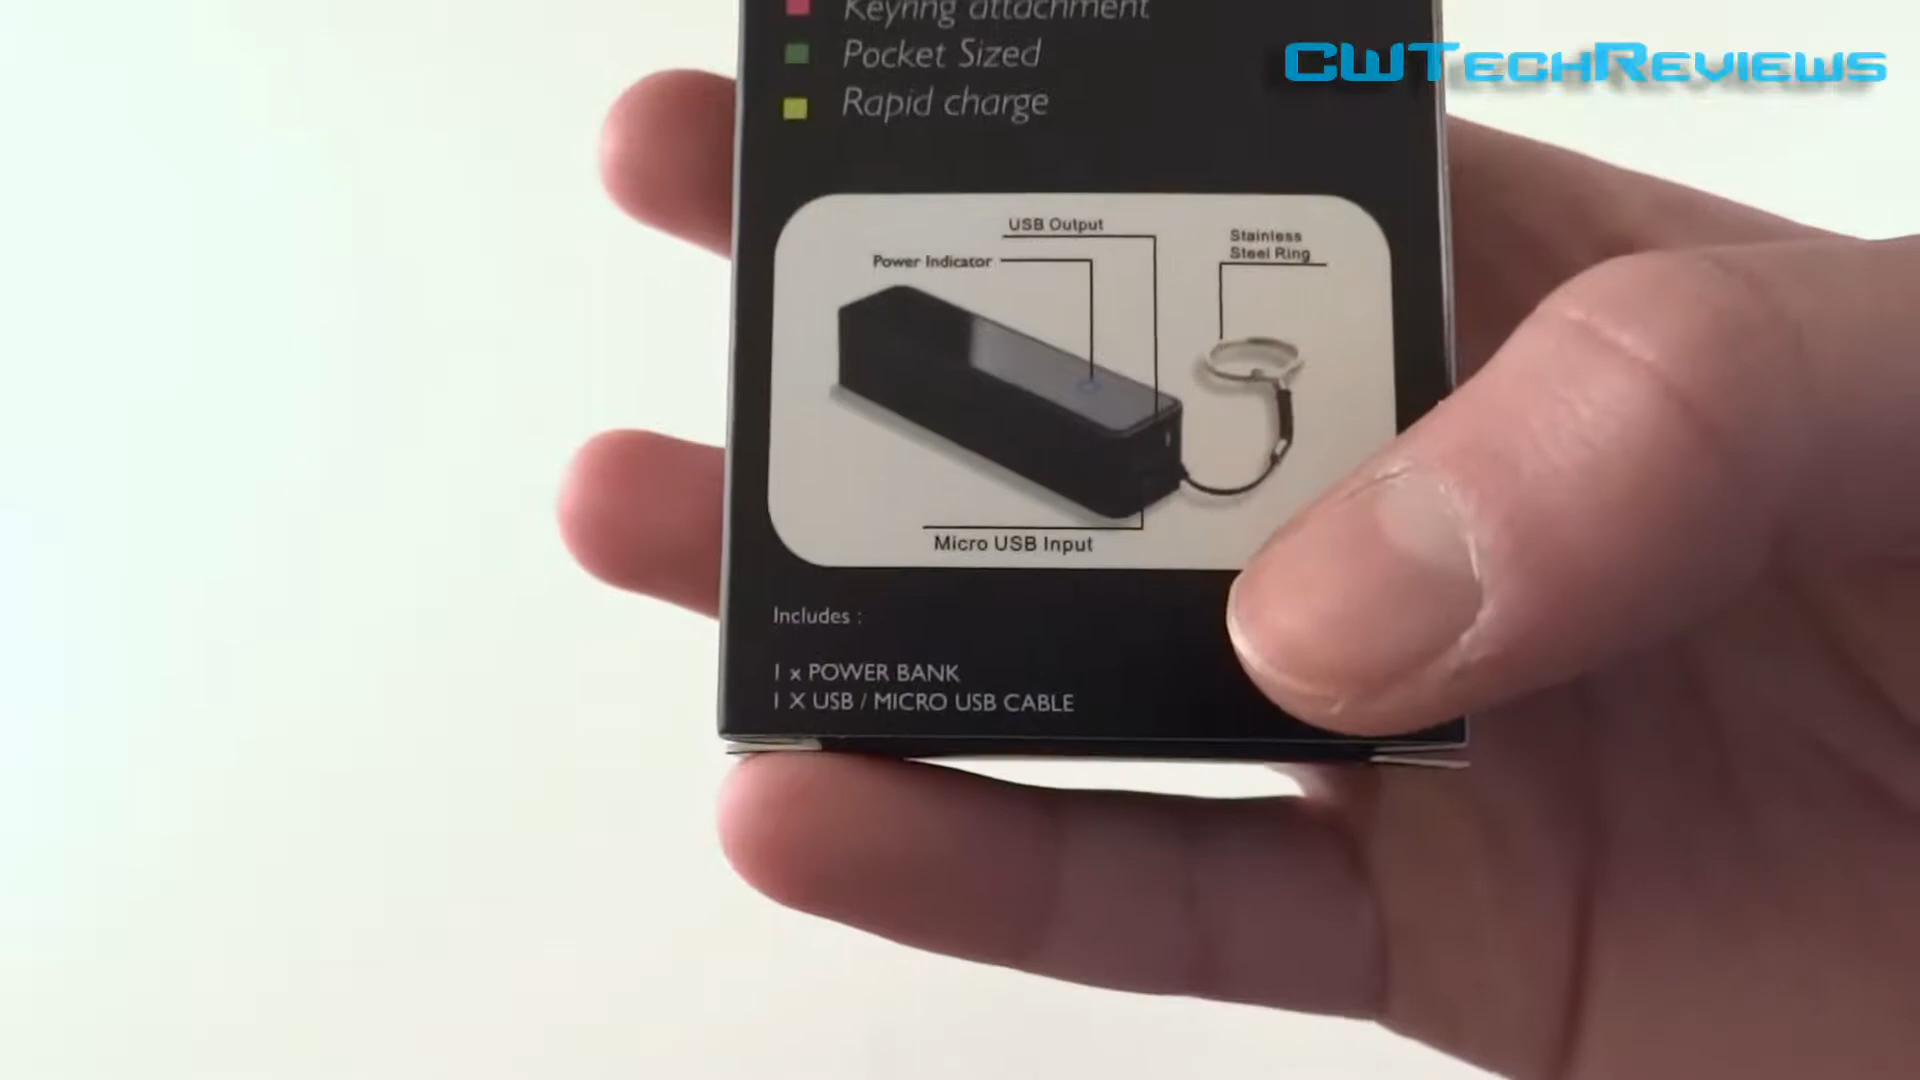 Keyring attachment
Pocket Sized
Rapid charge
CWTechReviews
USB Output
Power Indicator
Stainless
Steel Ring
Micro USB Input
Includes :
1 x POWER BANK
1 X USB / MICRO USB CABLE